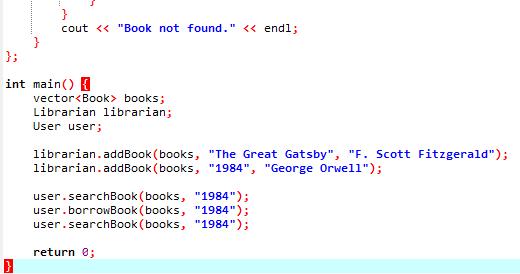 }
}
cout << "Book not found." << endl;
}
};
int main() {
vector<Book> books;
Librarian librarian;
User user;
librarian.addBook(books, "The Great Gatsby", "F. Scott Fitzgerald");
librarian.addBook(books, "1984", "George Orwell");
user.searchBook(books, "1984");
user.borrowBook(books, "1984");
user.searchBook(books, "1984");
return 0;
}